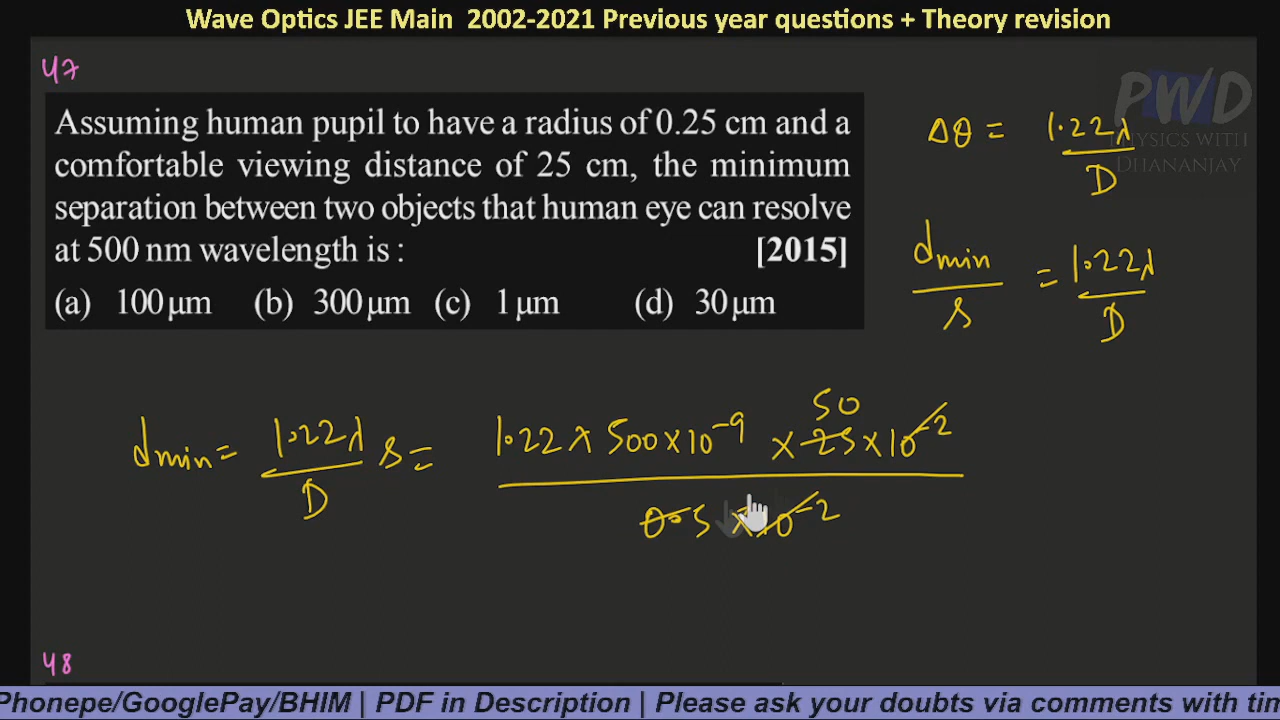 Wave Optics JEE Main 2002-2021 Previous year questions + Theory revision
47
PWD
PHYSICS WITH
DHANANJAY
Assuming human pupil to have a radius of 0.25 cm and a
comfortable viewing distance of 25 cm, the minimum
separation between two objects that human eye can resolve
at 500 nm wavelength is : [2015]
(a) 100 μm (b) 300 μm (c) 1 μm (d) 30 μm
Δθ = 1.22λ / D
dmin / s = 1.22λ / D
dmin = 1.22λ / D s = 1.22 × 500 × 10⁻⁹ × 25 × 10⁻² / 0.5 × 10⁻²
50
48
Phonepe/GooglePay/BHIM | PDF in Description | Please ask your doubts via comments with tin